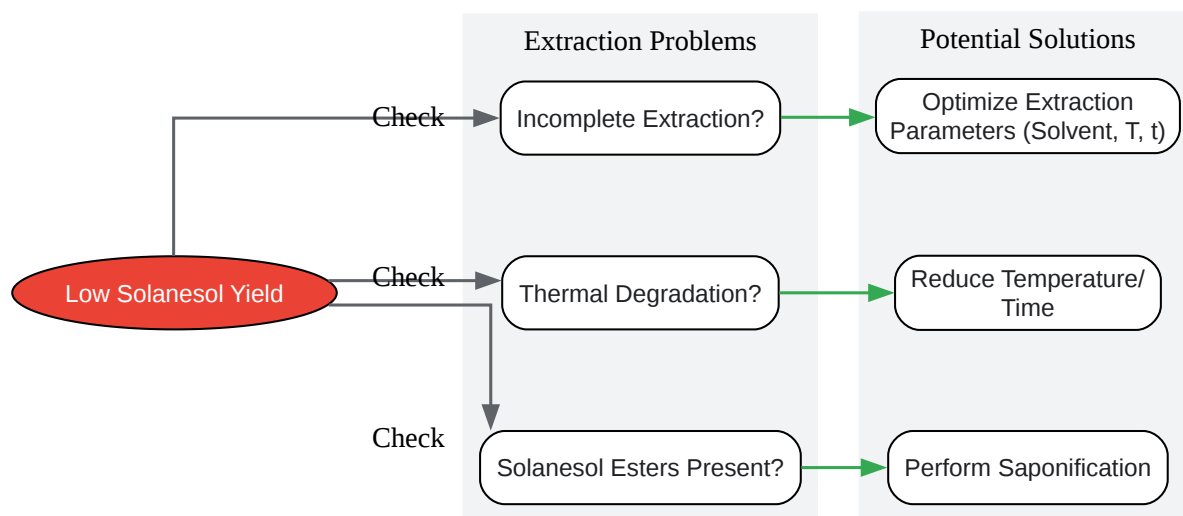 Extraction Problems
Potential Solutions
Check
Incomplete Extraction?
Optimize Extraction
Parameters (Solvent, T, t)
Low Solanesol Yield
Check
Thermal Degradation?
Reduce Temperature/
Time
Check
Solanesol Esters Present?
Perform Saponification